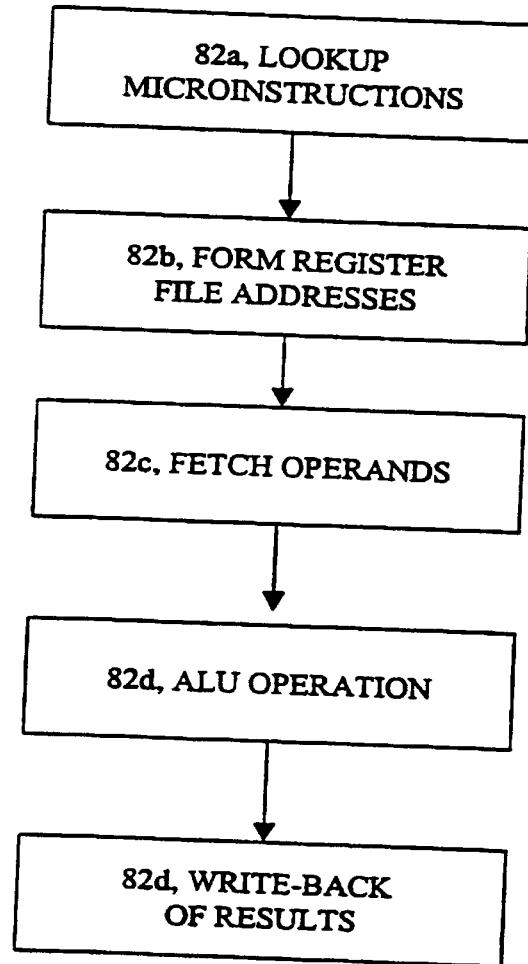 82a, LOOKUP
MICROINSTRUCTIONS
82b, FORM REGISTER
FILE ADDRESSES
82c, FETCH OPERANDS
82d, ALU OPERATION
82d, WRITE-BACK
OF RESULTS